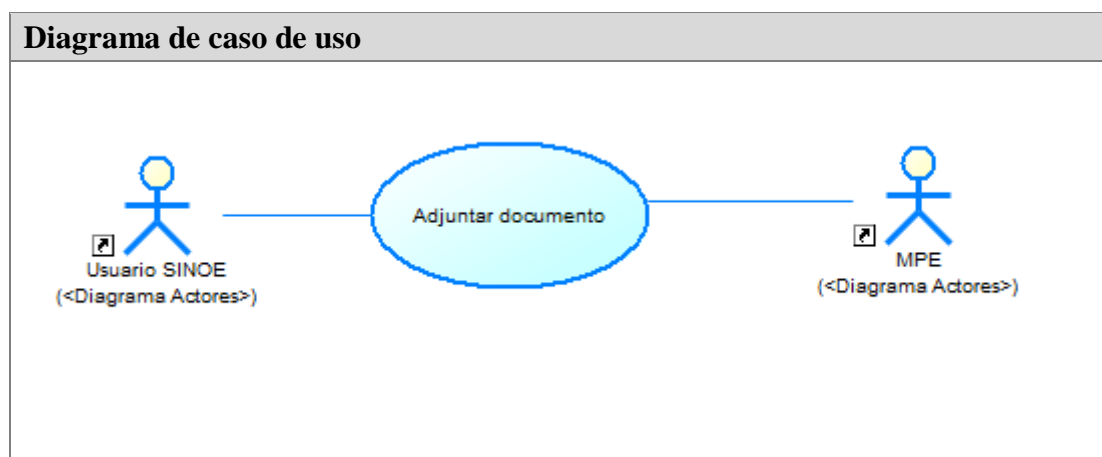 Diagrama de caso de uso
Adjuntar documento
Usuario SINOE
(<Diagrama Actores>)
MPE
(<Diagrama Actores>)